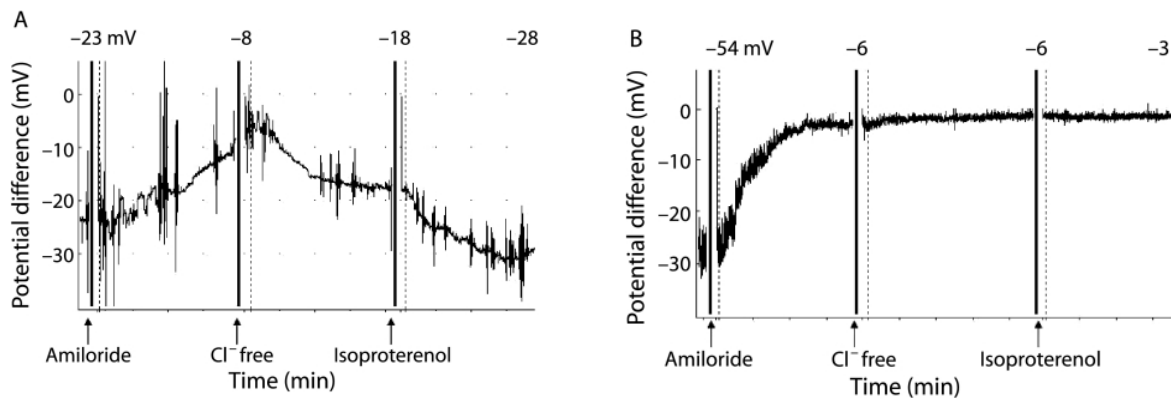 A
−23 mV −8 −18 −28
Potential difference (mV)
0
−10
−20
−30
Amiloride Cl⁻ free Isoproterenol
Time (min)
B
−54 mV −6 −6 −3
Potential difference (mV)
0
−10
−20
−30
Amiloride Cl⁻ free Isoproterenol
Time (min)